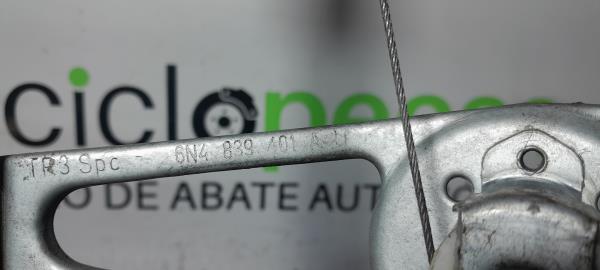 ciclo
TR3 Spc - 6N4 839 401 A
O DE ABATE AUT